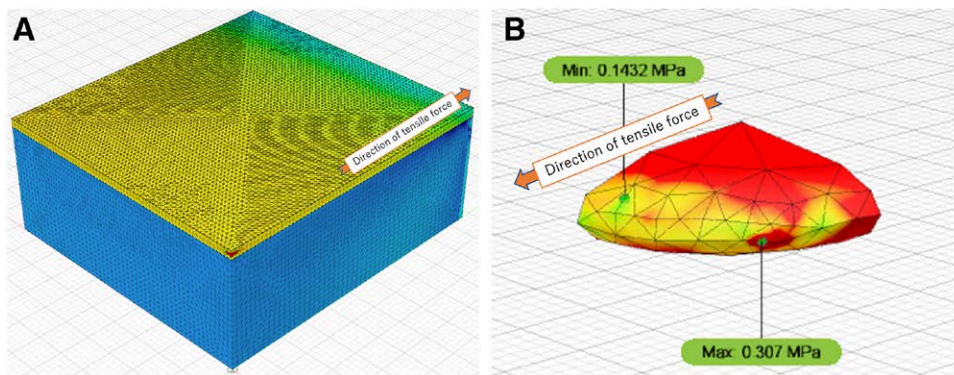 A
Direction of tensile force
B
Min: 0.1432 MPa
Direction of tensile force
Max: 0.307 MPa